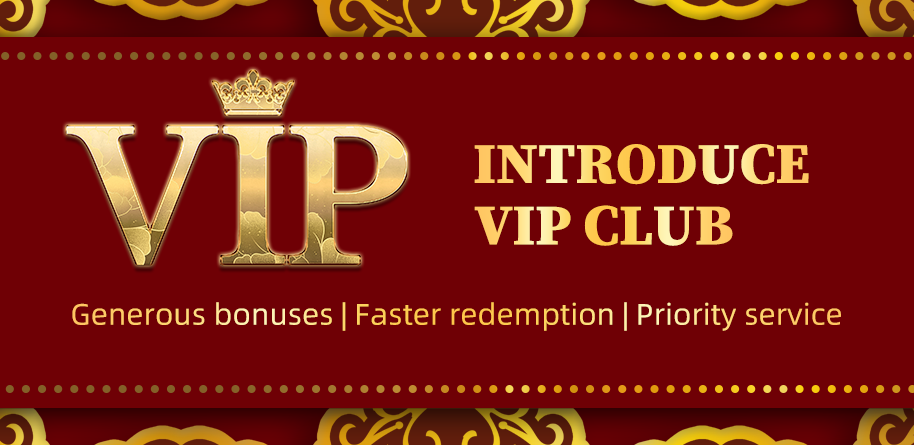 VIP
INTRODUCE
VIP CLUB
Generous bonuses | Faster redemption | Priority service